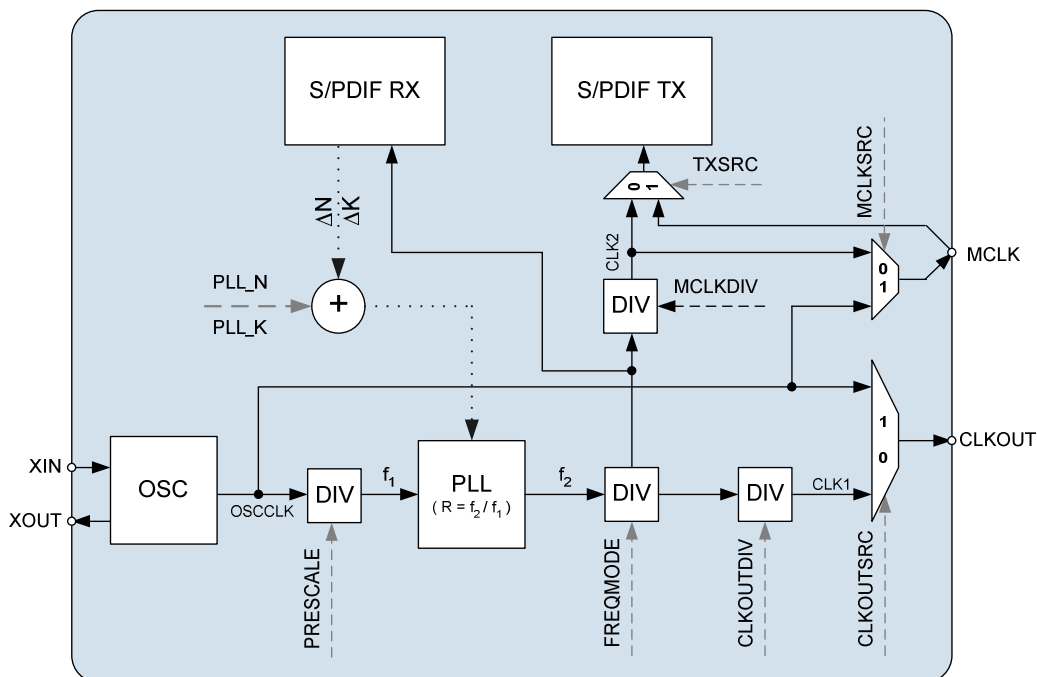 S/PDIF RX
S/PDIF TX
TXSRC
MCLKSRC
0 1
ΔN
ΔK
CLK2
MCLK
0
1
PLL_N
PLL_K
+
DIV
MCLKDIV
1
0
CLKOUT
XIN
XOUT
OSC
OSCCLK
DIV
f1
PLL
( R = f2 / f1 )
f2
DIV
DIV
CLK1
PRESCALE
FREQMODE
CLKOUTDIV
CLKOUTSRC